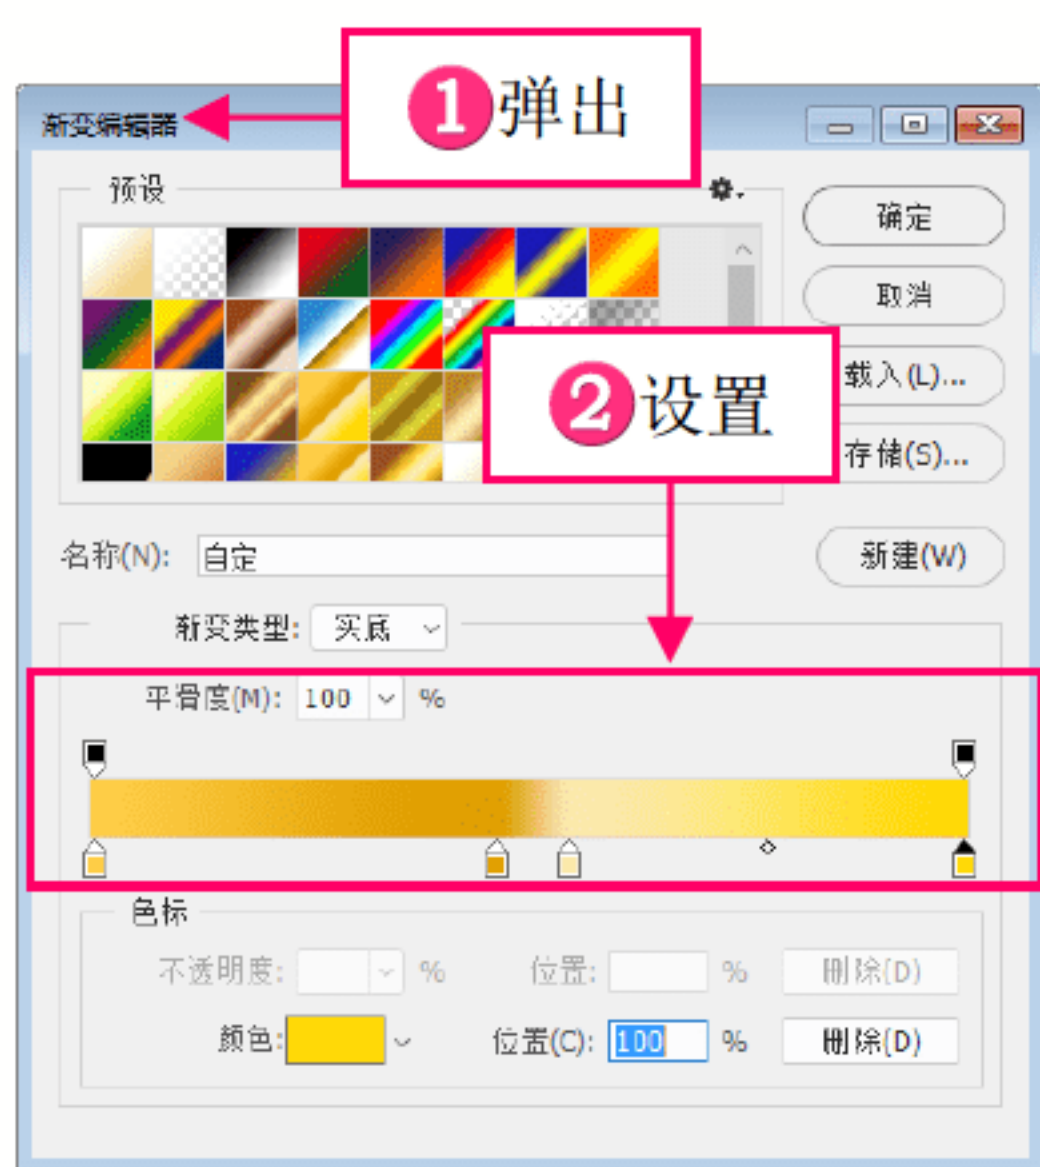 ❶弹出
渐变编辑器
预设
确定
取消
❷设置
载入(L)...
存储(S)...
名称(N): 自定
新建(W)
渐变类型: 实底
平滑度(M): 100 %
色标
不透明度: % 位置: % 删除(D)
颜色: 位置(C): 100 % 删除(D)